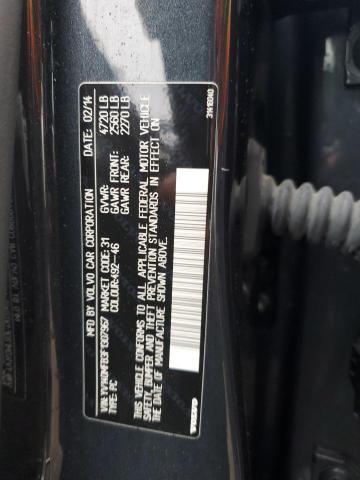 MFD. BY: VOLVO CAR CORPORATION DATE: 02/14
VIN: MARKET CODE: 31 GVWR: 4720 LB
TYPE: PC COLOUR: 492-46 GAWR FRONT: 2560 LB
GAWR REAR: 2270 LB
THIS VEHICLE CONFORMS TO ALL APPLICABLE FEDERAL MOTOR VEHICLE
SAFETY, BUMPER AND THEFT PREVENTION STANDARDS IN EFFECT ON
THE DATE OF MANUFACTURE SHOWN ABOVE.
VOLVO